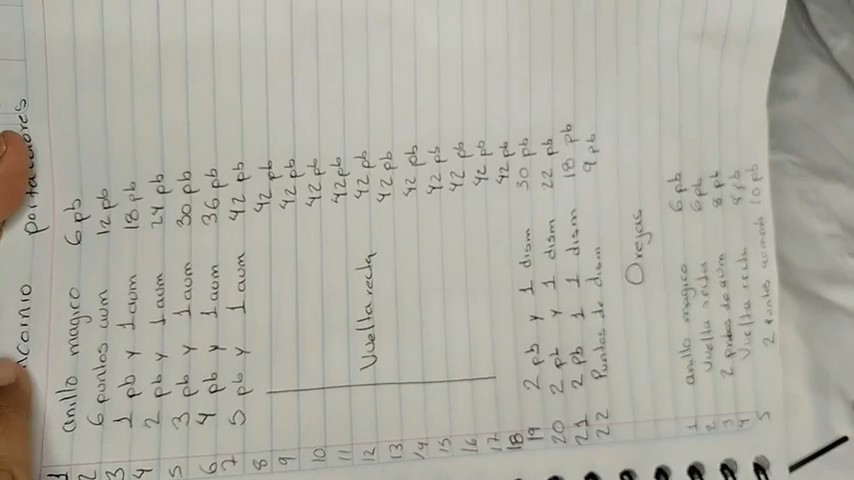 portacolores
1 anillo magico 6 pb
2 6 puntos aum 12 pb
3 1 pb y 1 aum 18 pb
4 2 pb y 1 aum 24 pb
5 3 pb y 1 aum 30 pb
6 4 pb y 1 aum 36 pb
7 5 pb y 1 aum 42 pb
8 42 pb
9 42 pb
10 42 pb
11 42 pb
12 Vuelta recta 42 pb
13 42 pb
14 42 pb
15 42 pb
16 42 pb
17 42 pb
18 42 pb
19 2 pb y 1 dism 30 pb
20 2 pb y 1 dism 22 pb
21 2 pb 1 1 dism 18 pb
22 Puntos de dism 9 pb
Orejas
1 anillo magico 6 pb
2 Vuelta recta 6 pb
3 2 puntos de aum 8 pb
4 Vuelta recta 8 pb
5 2 puntos aumento 10 pb